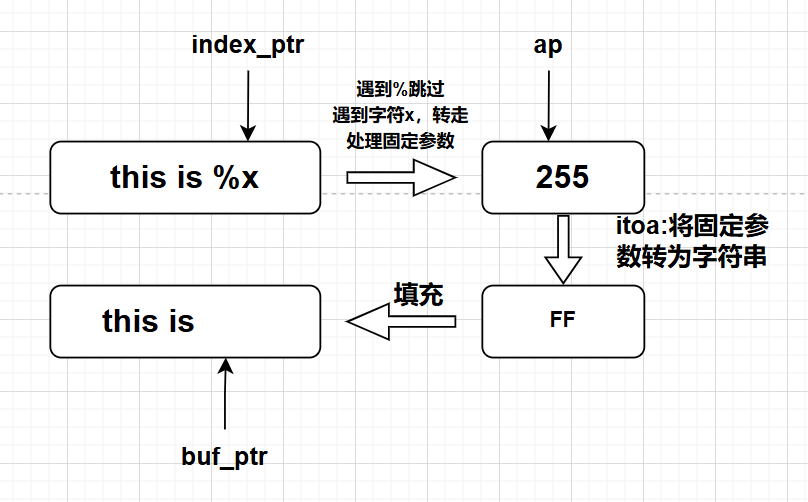 index_ptr
ap
遇到%跳过
遇到字符x，转走
处理固定参数
this is %x
255
itoa:将固定参
数转为字符串
填充
this is
FF
buf_ptr